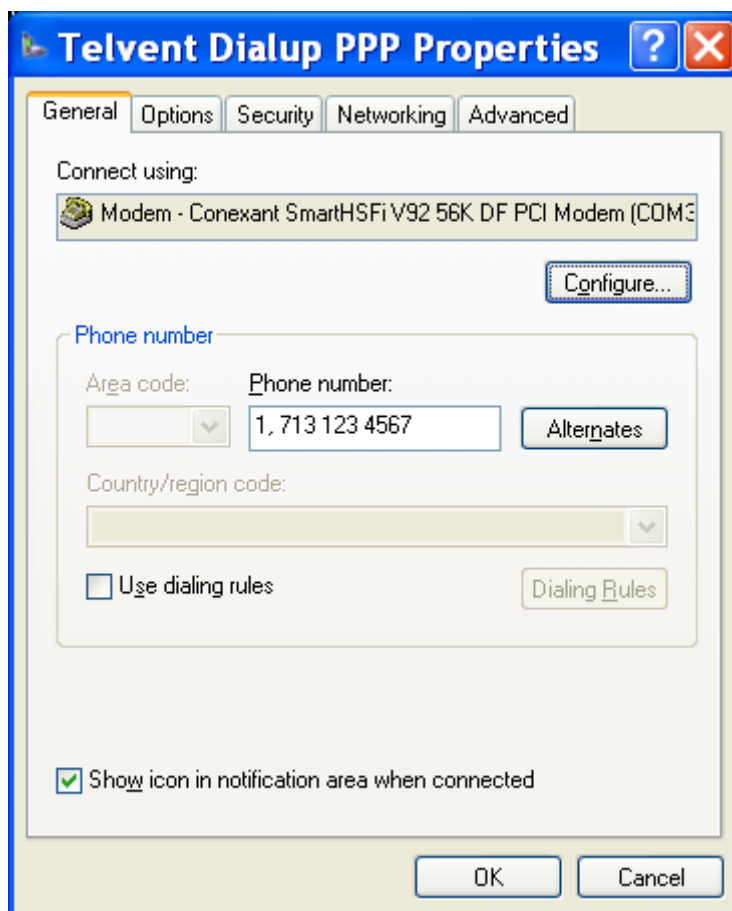 Telvent Dialup PPP Properties ?
General Options Security Networking Advanced
Connect using:
Modem - Conexant SmartHSFi V92 56K DF PCI Modem (COM3
Configure...
Phone number
Area code: Phone number:
1, 713 123 4567 Alternates
Country/region code:
Use dialing rules Dialing Rules
Show icon in notification area when connected
OK Cancel